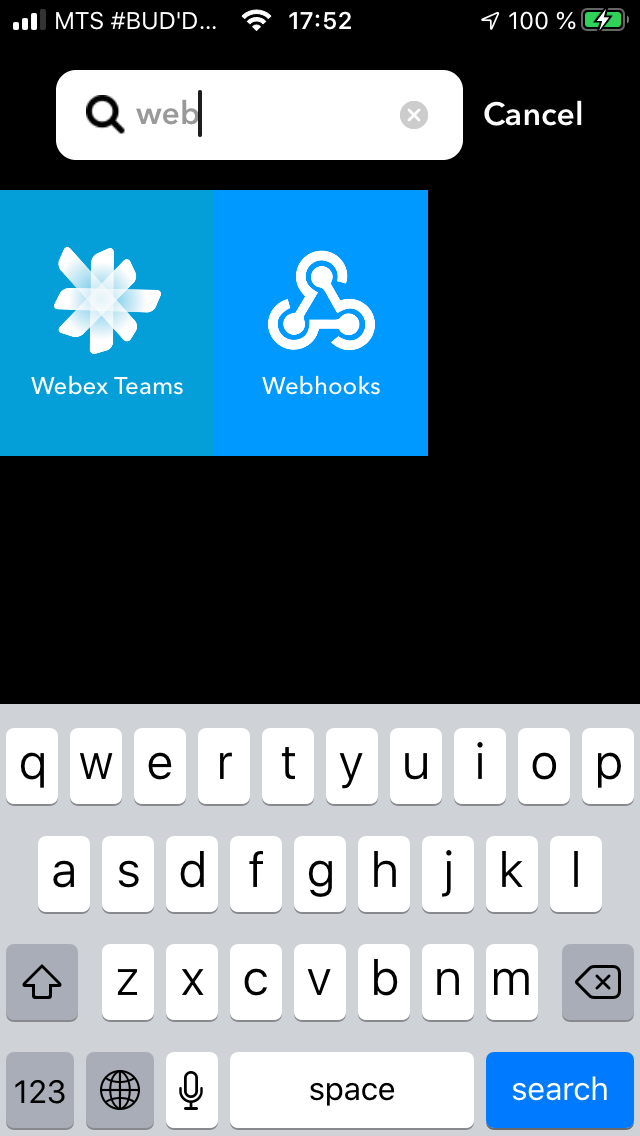 MTS #BUD'D... 17:52 100 %
web Cancel
Webex Teams Webhooks
q w e r t y u i o p
a s d f g h j k l
z x c v b n m
123 space search